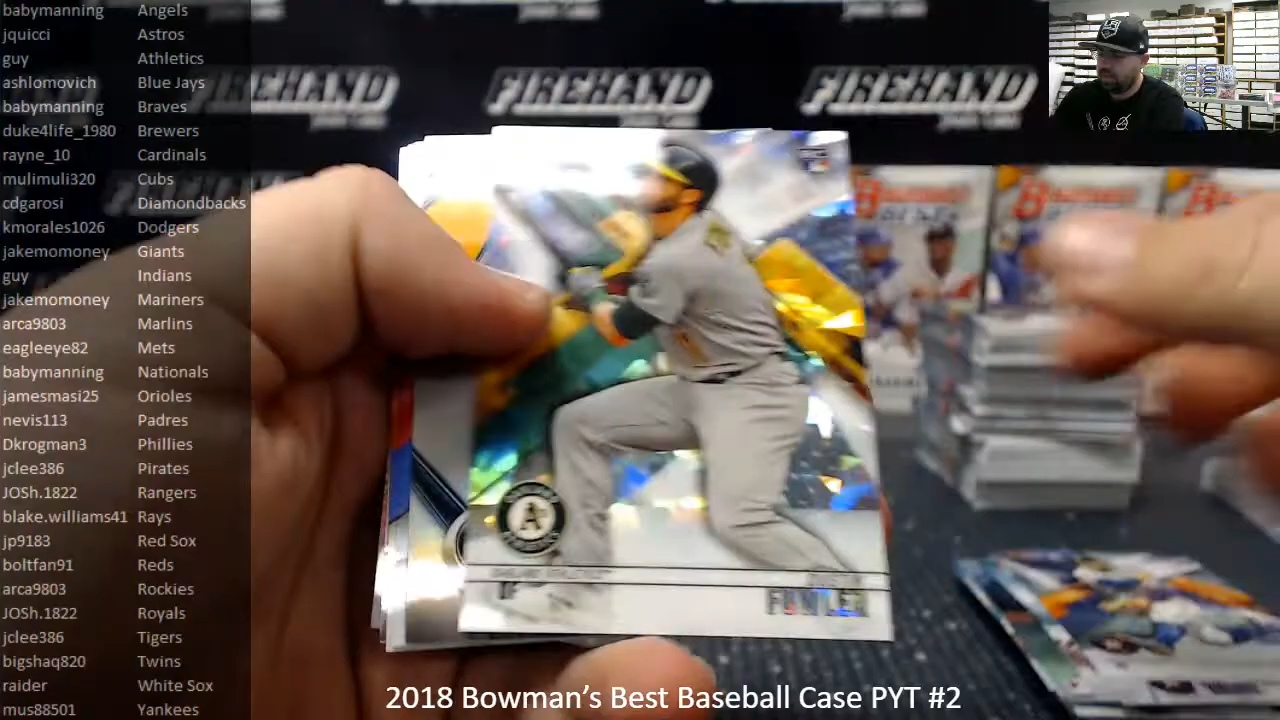 babymanning Angels
jquicci Astros
guy Athletics
ashlomovich Blue Jays
babymanning Braves
duke4life_1980 Brewers
rayne_10 Cardinals
mulimuli320 Cubs
cdgarosi Diamondbacks
kmorales1026 Dodgers
jakemomoney Giants
guy Indians
jakemomoney Mariners
arca9803 Marlins
eagleeye82 Mets
babymanning Nationals
jamesmasi25 Orioles
nevis113 Padres
Dkrogman3 Phillies
jclee386 Pirates
JOSh.1822 Rangers
blake.williams41 Rays
jp9183 Red Sox
boltfan91 Reds
arca9803 Rockies
JOSh.1822 Royals
jclee386 Tigers
bigshaq820 Twins
raider White Sox
mus88501 Yankees
FIREHAND
FIREHAND
FIREHAND
A's
FOWLER
2018 Bowman's Best Baseball Case PYT #2